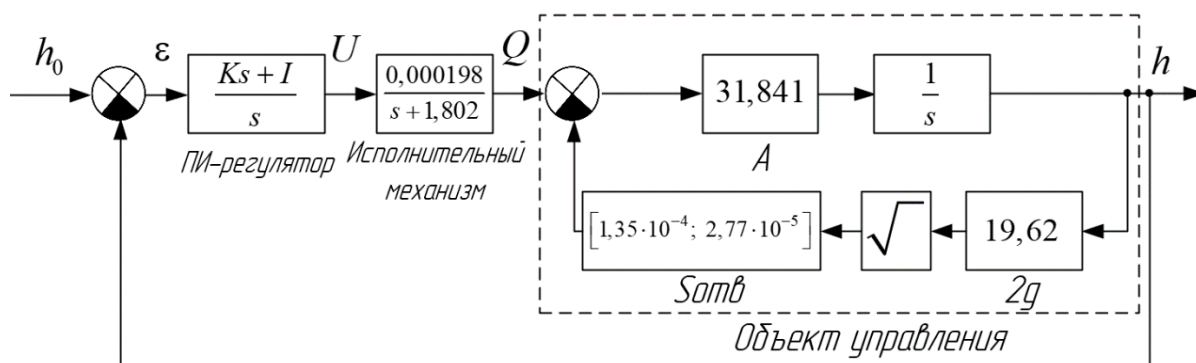 h₀
ε
Ks + I
s
ПИ-регулятор
U
0,000198
s + 1,802
Исполнительный
механизм
Q
31,841
A
1
s
h
[1,35·10⁻⁴; 2,77·10⁻⁵]
Sотв
√
19,62
2g
Объект управления